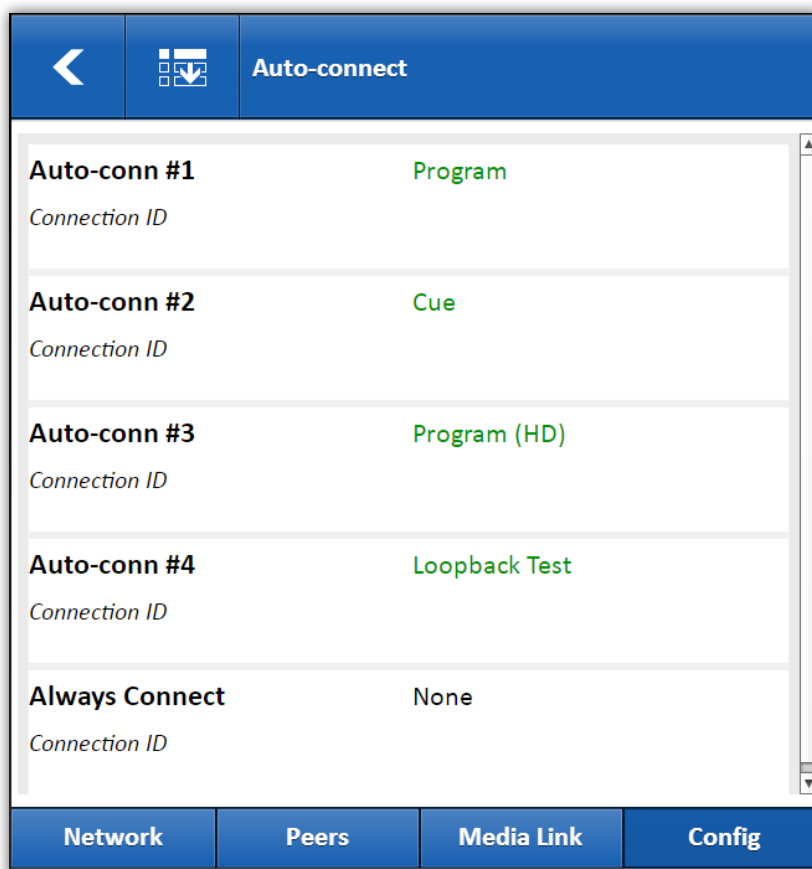 Auto-connect
Auto-conn #1 Program
Connection ID
Auto-conn #2 Cue
Connection ID
Auto-conn #3 Program (HD)
Connection ID
Auto-conn #4 Loopback Test
Connection ID
Always Connect None
Connection ID
Network Peers Media Link Config